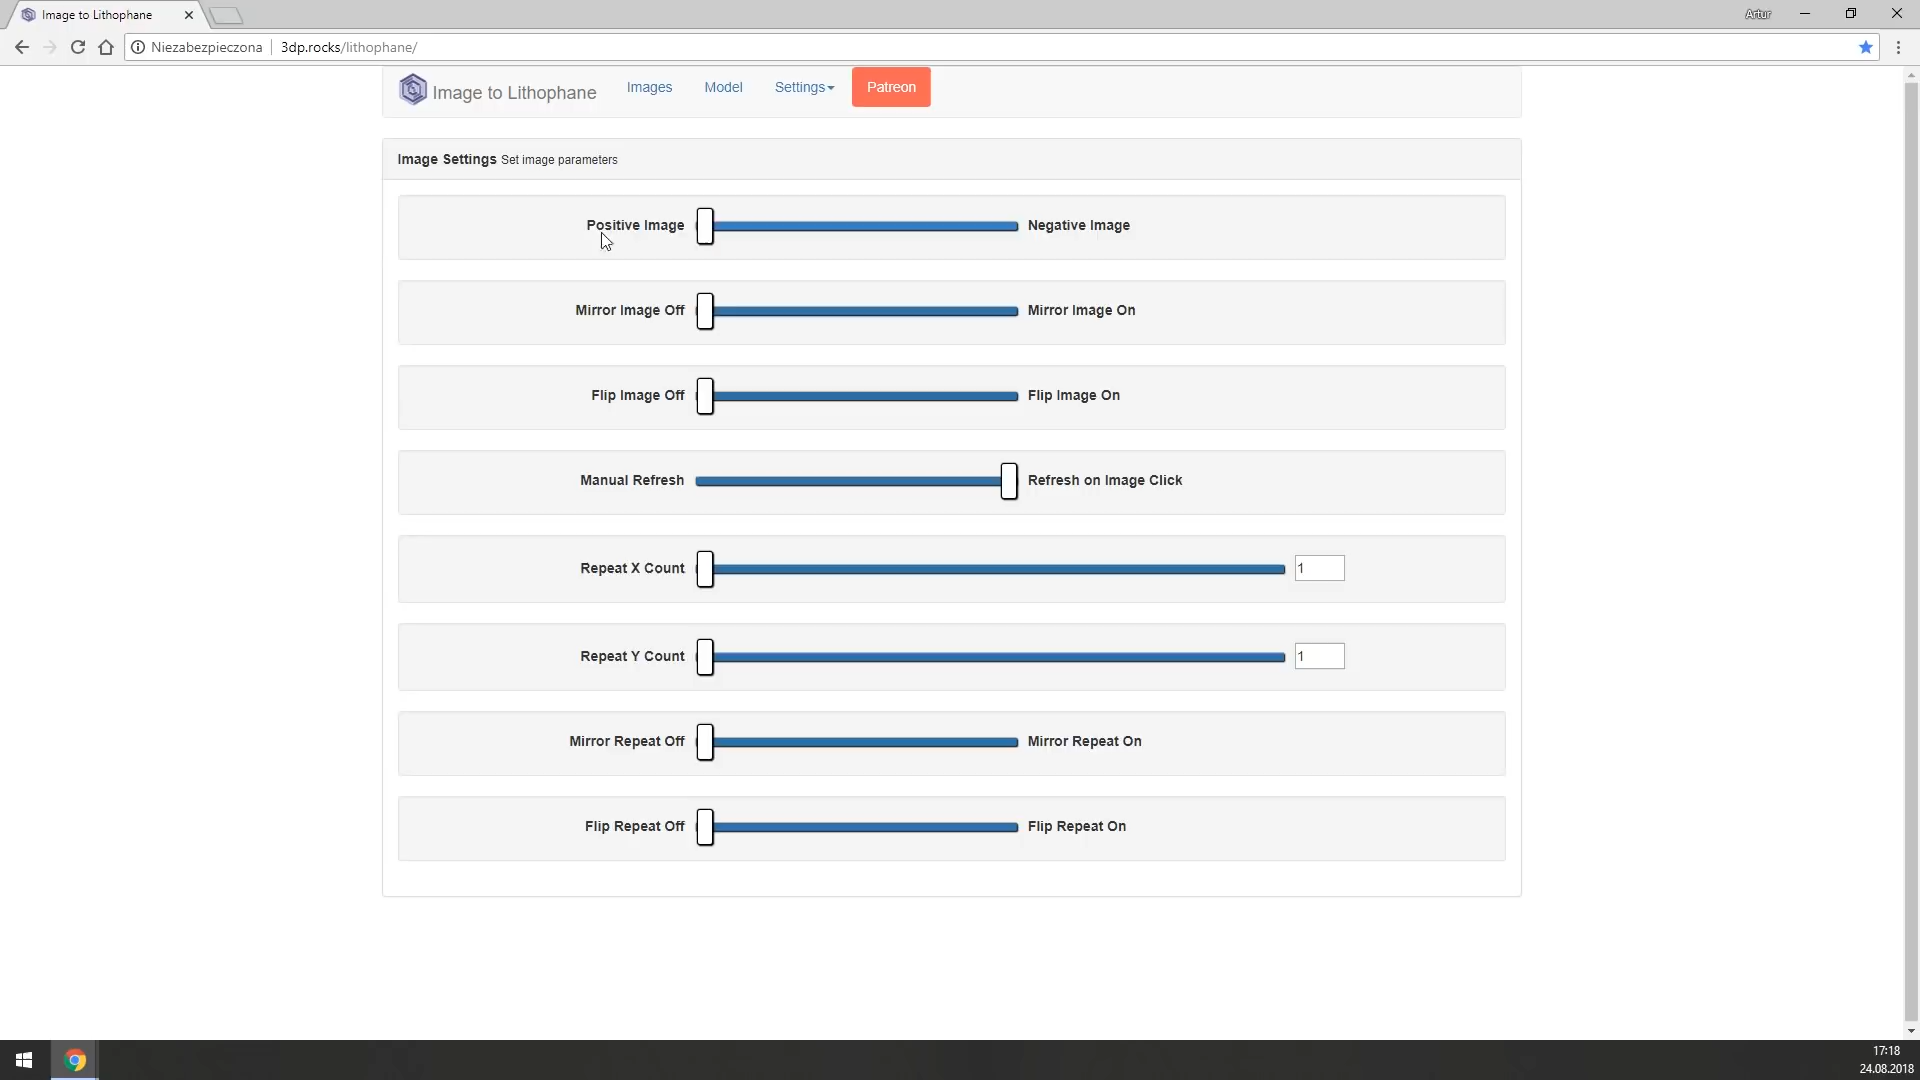 Image to Lithophane
Artur
Niezabezpieczona
3dp.rocks/lithophane/
Image to Lithophane
Images
Model
Settings
Patreon
Image Settings Set image parameters
Positive Image
Negative Image
Mirror Image Off
Mirror Image On
Flip Image Off
Flip Image On
Manual Refresh
Refresh on Image Click
Repeat X Count
1
Repeat Y Count
1
Mirror Repeat Off
Mirror Repeat On
Flip Repeat Off
Flip Repeat On
17:18
24.08.2018